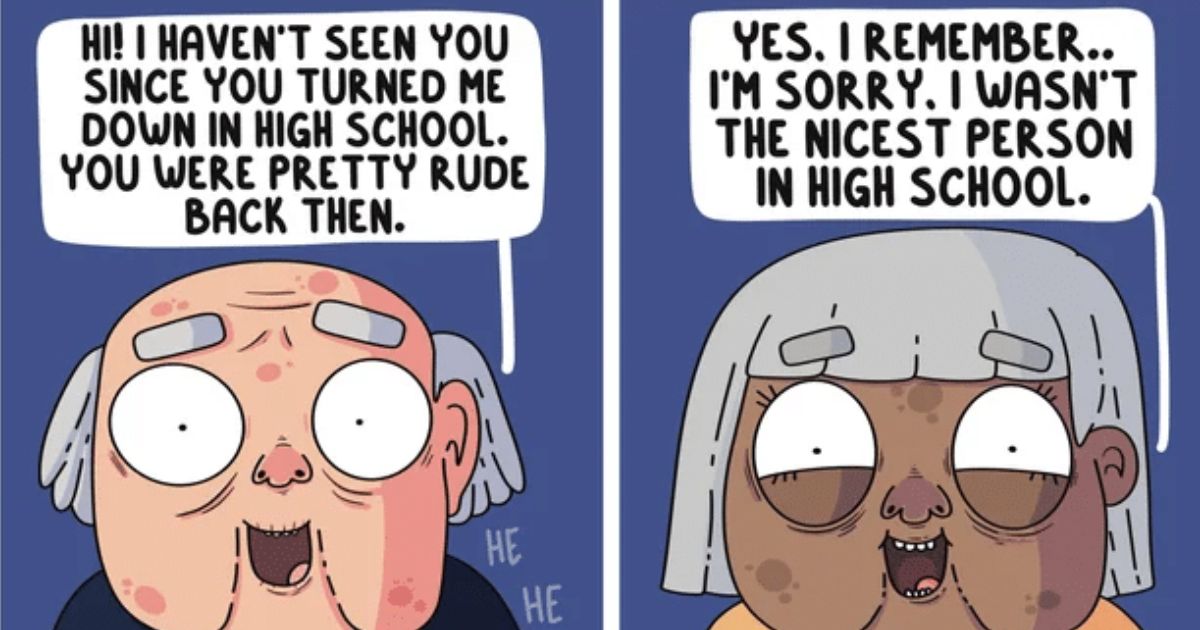 HI! I HAVEN'T SEEN YOU
SINCE YOU TURNED ME
DOWN IN HIGH SCHOOL.
YOU WERE PRETTY RUDE
BACK THEN.
HE
HE
YES. I REMEMBER..
I'M SORRY. I WASN'T
THE NICEST PERSON
IN HIGH SCHOOL.